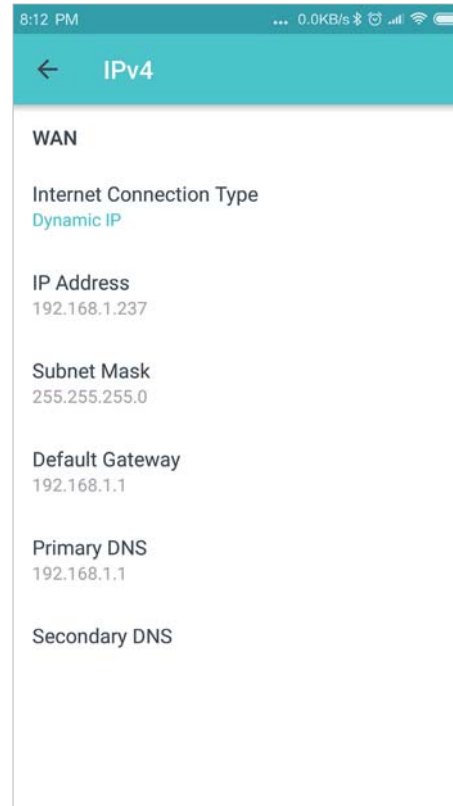 8:12 PM ... 0.0KB/s
IPv4
WAN
Internet Connection Type
Dynamic IP
IP Address
192.168.1.237
Subnet Mask
255.255.255.0
Default Gateway
192.168.1.1
Primary DNS
192.168.1.1
Secondary DNS